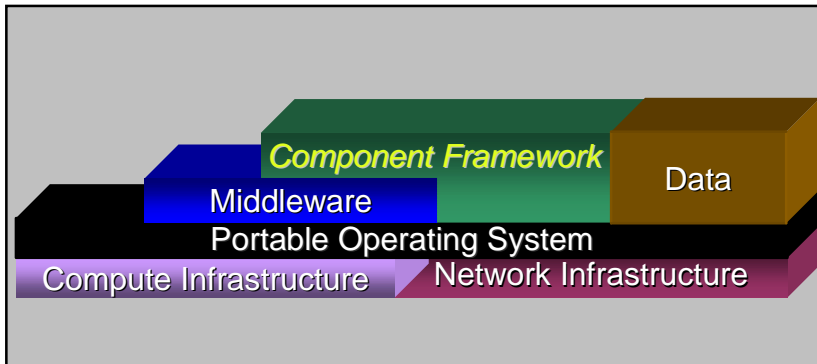 Component Framework
Data
Middleware
Portable Operating System
Compute Infrastructure
Network Infrastructure